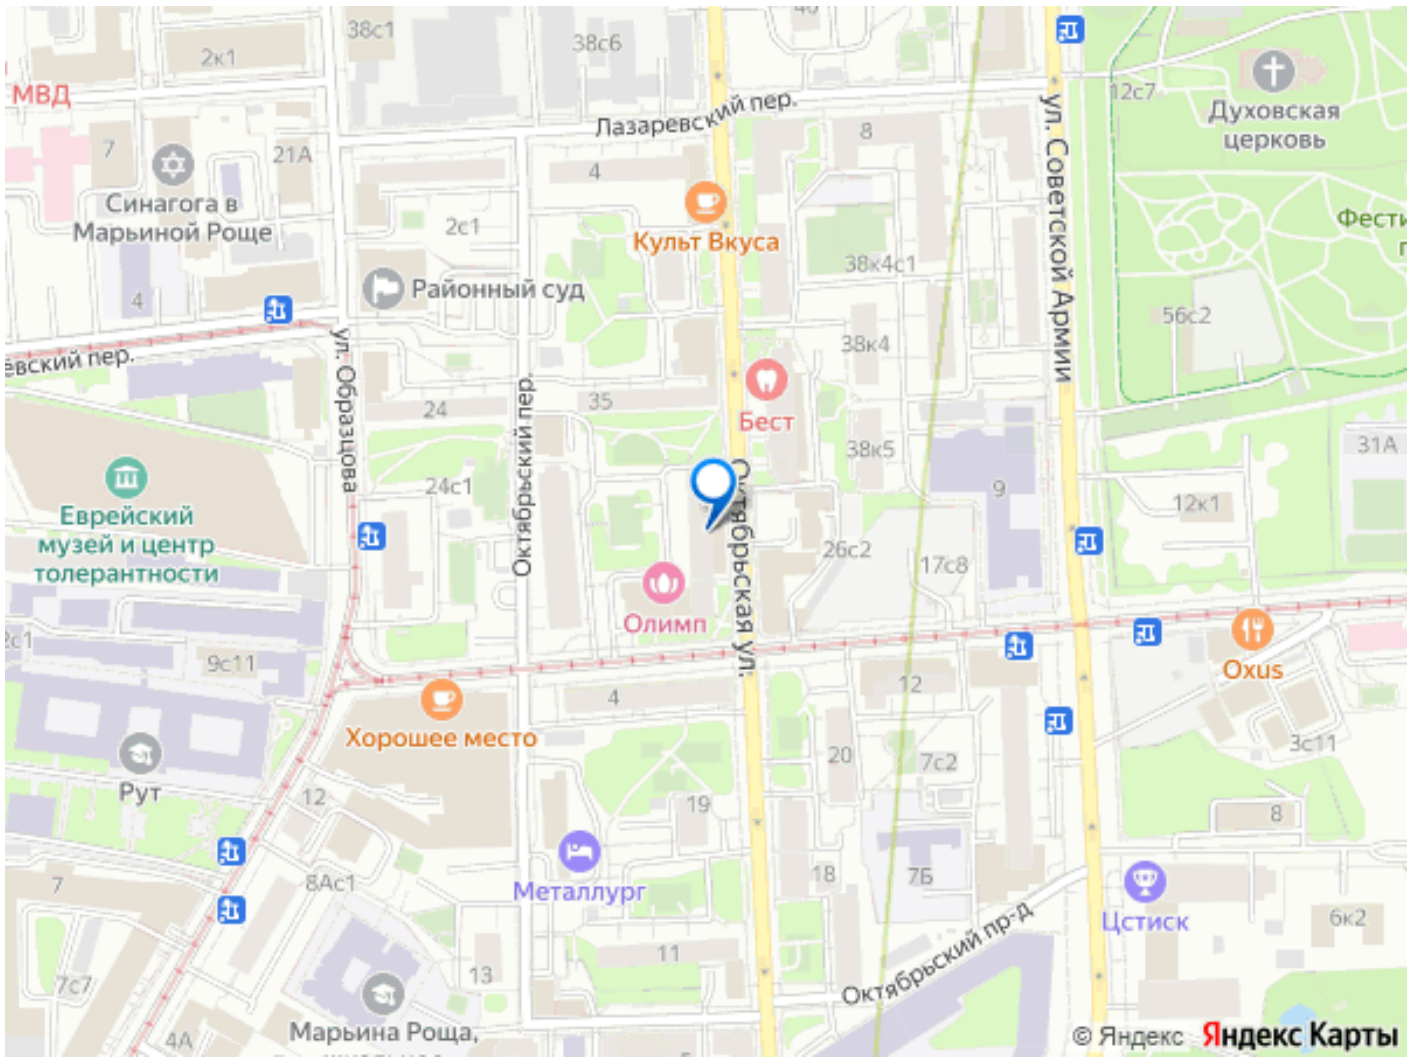 38с1
2к1
38с6
40
МВД
12с7
Духовская
церковь
Лазаревский пер.
8
7
21А
4
Синагога в
Марьиной Роще
2с1
Культ Вкуса
ул. Советской Армии
Фести
п
38к4с1
Районный суд
4
56с2
ёвский пер.
ул. Образцова
38к4
24
35
Октябрьский пер.
Бест
38к5
31А
Еврейский
музей и центр
толерантности
24с1
9
12к1
Октябрьская ул.
26с2
17с8
Олимп
2с1
9с11
Oxus
4
12
Хорошее место
20
7с2
3с11
Рут
12
19
8
Металлург
18
7Б
7
8Ас1
Цстиск
6к2
11
13
Октябрьский пр-д
7с7
4А
Марьина Роща,
© Яндекс Яндекс Карты